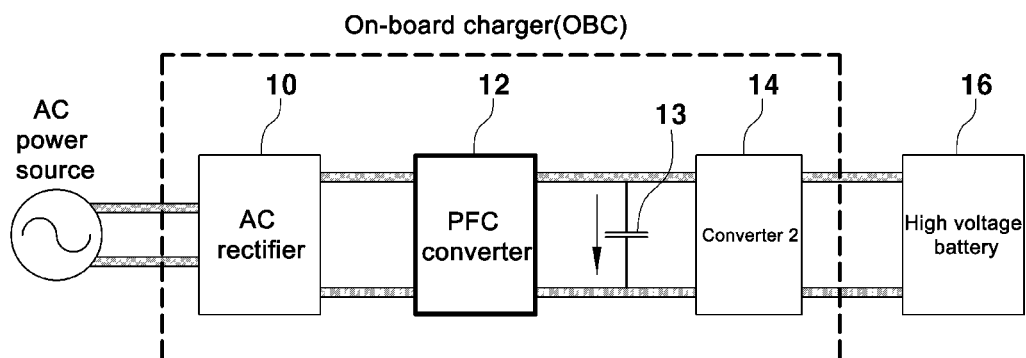 On-board charger(OBC)
10
12
13
14
16
AC
power
source
AC
rectifier
PFC
converter
Converter 2
High voltage
battery